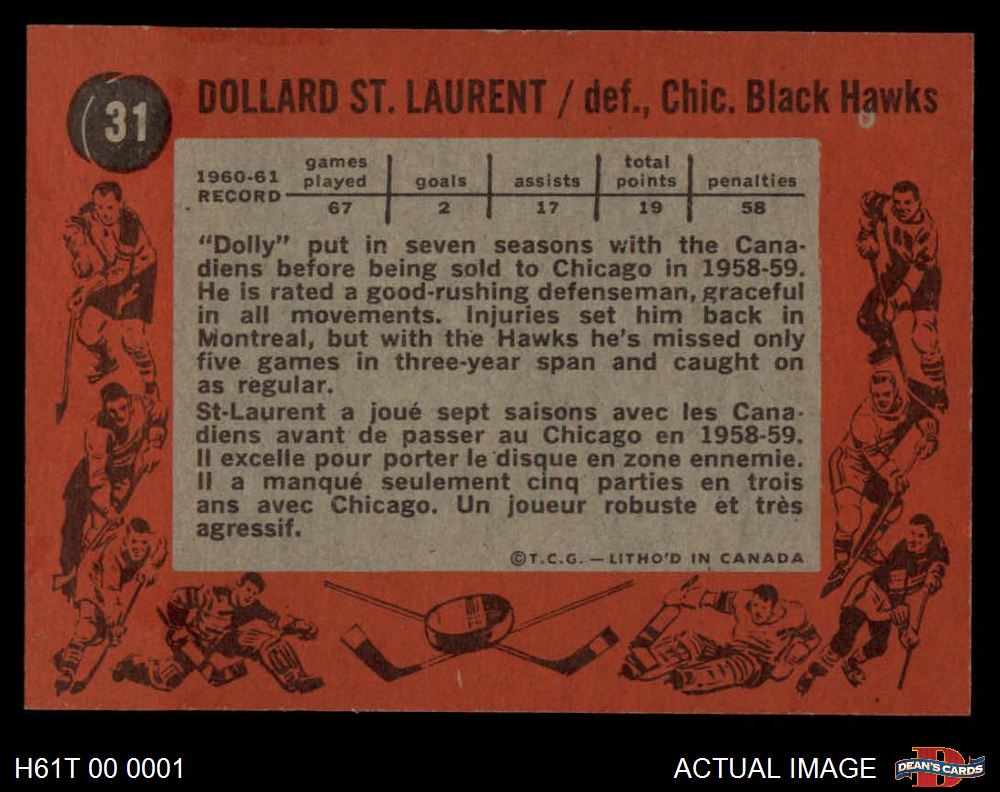 31
DOLLARD ST. LAURENT / def., Chic. Black Hawks
1960-61 RECORD
games played goals assists total points penalties
67 2 17 19 58
“Dolly” put in seven seasons with the Cana-
diens before being sold to Chicago in 1958-59.
He is rated a good-rushing defenseman, graceful
in all movements. Injuries set him back in
Montreal, but with the Hawks he's missed only
five games in three-year span and caught on
as regular.
St-Laurent a joué sept saisons avec les Cana-
diens avant de passer au Chicago en 1958-59.
Il excelle pour porter le disque en zone ennemie.
Il a manqué seulement cinq parties en trois
ans avec Chicago. Un joueur robuste et très
agressif.
©T.C.G. — LITHO'D IN CANADA
H61T 00 0001
ACTUAL IMAGE
DEAN'S CARDS